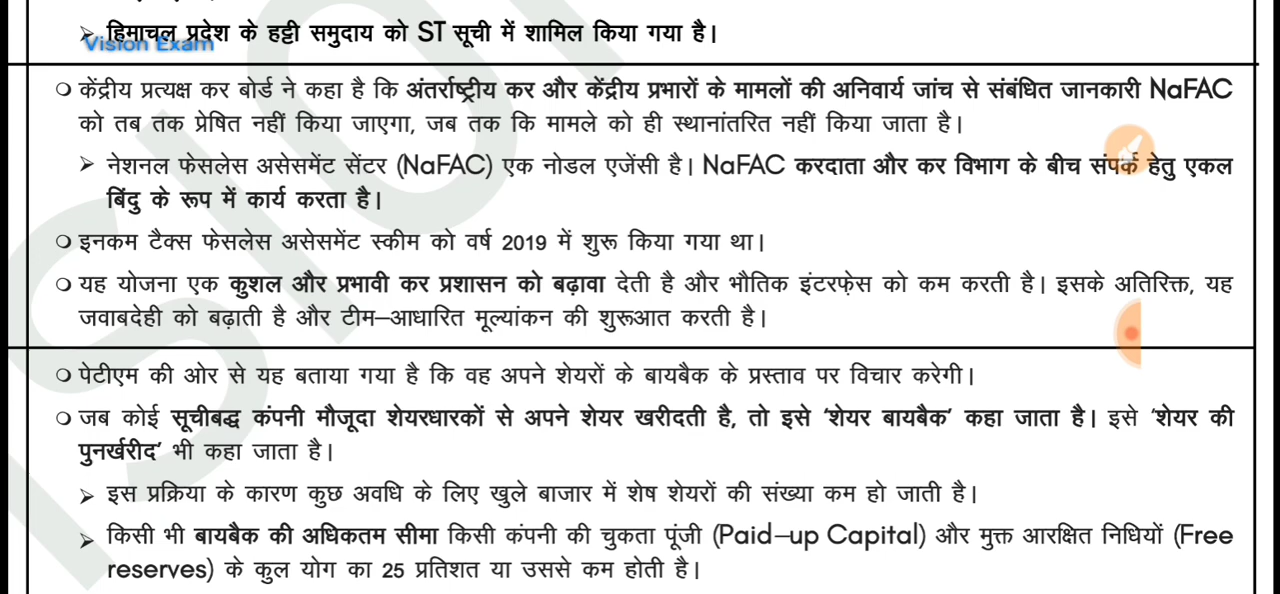 ➢ हिमाचल प्रदेश के हट्टी समुदाय को ST सूची में शामिल किया गया है।
Vision Exam
○ केंद्रीय प्रत्यक्ष कर बोर्ड ने कहा है कि अंतर्राष्ट्रीय कर और केंद्रीय प्रभारों के मामलों की अनिवार्य जांच से संबंधित जानकारी NaFAC
को तब तक प्रेषित नहीं किया जाएगा, जब तक कि मामले को ही स्थानांतरित नहीं किया जाता है।
➢ नेशनल फेसलेस असेसमेंट सेंटर (NaFAC) एक नोडल एजेंसी है। NaFAC करदाता और कर विभाग के बीच संपर्क हेतु एकल
बिंदु के रूप में कार्य करता है।
○ इनकम टैक्स फेसलेस असेसमेंट स्कीम को वर्ष 2019 में शुरू किया गया था।
○ यह योजना एक कुशल और प्रभावी कर प्रशासन को बढ़ावा देती है और भौतिक इंटरफ़ेस को कम करती है। इसके अतिरिक्त, यह
जवाबदेही को बढ़ाती है और टीम–आधारित मूल्यांकन की शुरूआत करती है।
○ पेटीएम की ओर से यह बताया गया है कि वह अपने शेयरों के बायबैक के प्रस्ताव पर विचार करेगी।
○ जब कोई सूचीबद्ध कंपनी मौजूदा शेयरधारकों से अपने शेयर खरीदती है, तो इसे ‘शेयर बायबैक’ कहा जाता है। इसे ‘शेयर की
पुनर्खरीद’ भी कहा जाता है।
➢ इस प्रक्रिया के कारण कुछ अवधि के लिए खुले बाजार में शेष शेयरों की संख्या कम हो जाती है।
➢ किसी भी बायबैक की अधिकतम सीमा किसी कंपनी की चुकता पूंजी (Paid–up Capital) और मुक्त आरक्षित निधियों (Free
reserves) के कुल योग का 25 प्रतिशत या उससे कम होती है।